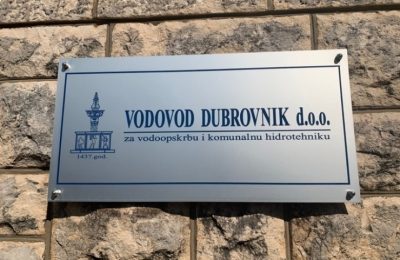 VODOVOD DUBROVNIK d.o.o.
za vodoopskrbu i komunalnu hidrotehniku
1437.god.